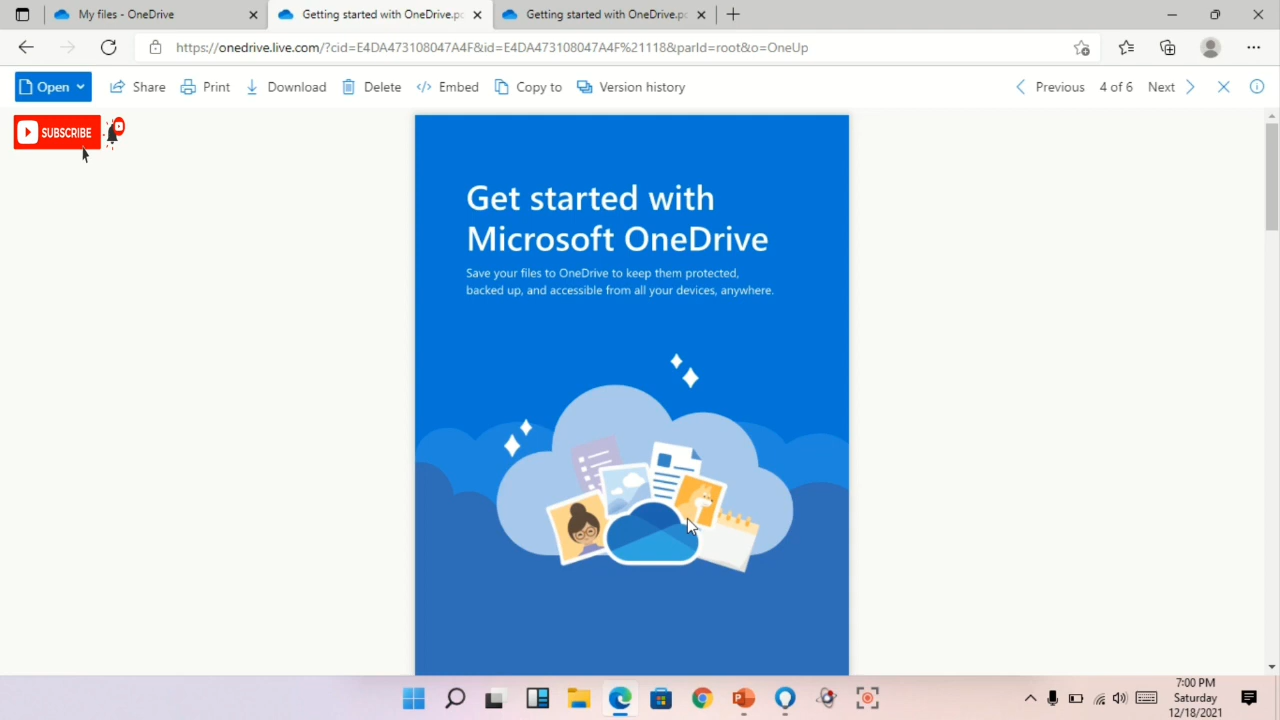 My files - OneDrive
Getting started with OneDrive.pd
Getting started with OneDrive.pd
https://onedrive.live.com/?cid=E4DA473108047A4F&id=E4DA473108047A4F%21118&parId=root&o=OneUp
Open Share Print Download Delete Embed Copy to Version history Previous 4 of 6 Next
SUBSCRIBE
Get started with
Microsoft OneDrive
Save your files to OneDrive to keep them protected,
backed up, and accessible from all your devices, anywhere.
7:00 PM
Saturday
12/18/2021